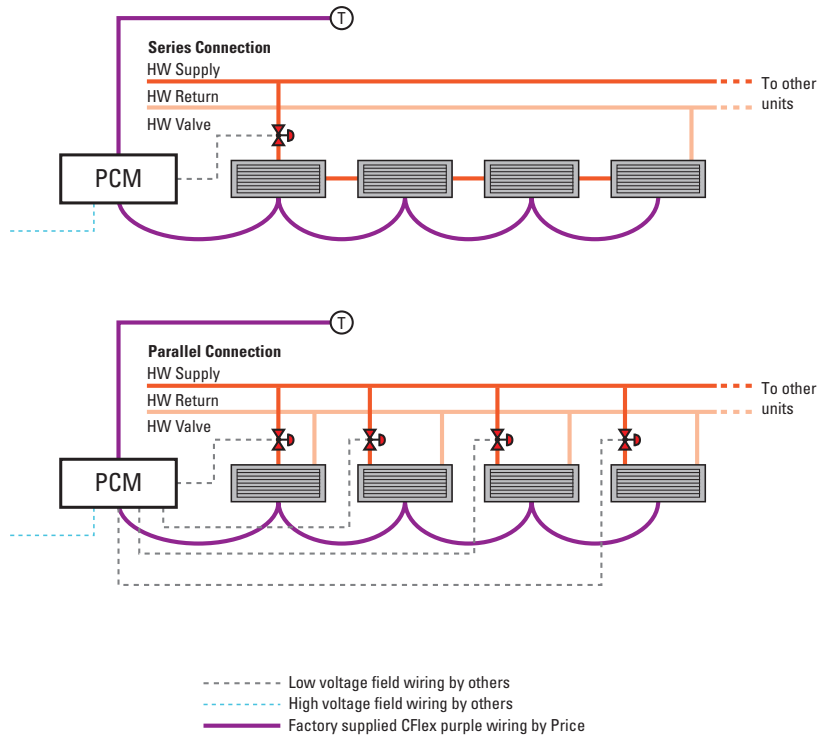 T
Series Connection
HW Supply
To other
units
HW Return
HW Valve
PCM
T
Parallel Connection
HW Supply
To other
units
HW Return
HW Valve
PCM
Low voltage field wiring by others
High voltage field wiring by others
Factory supplied CFlex purple wiring by Price